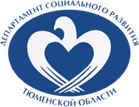 ДЕПАРТАМЕНТ СОЦИАЛЬНОГО РАЗВИТИЯ
ТЮМЕНСКОЙ ОБЛАСТИ